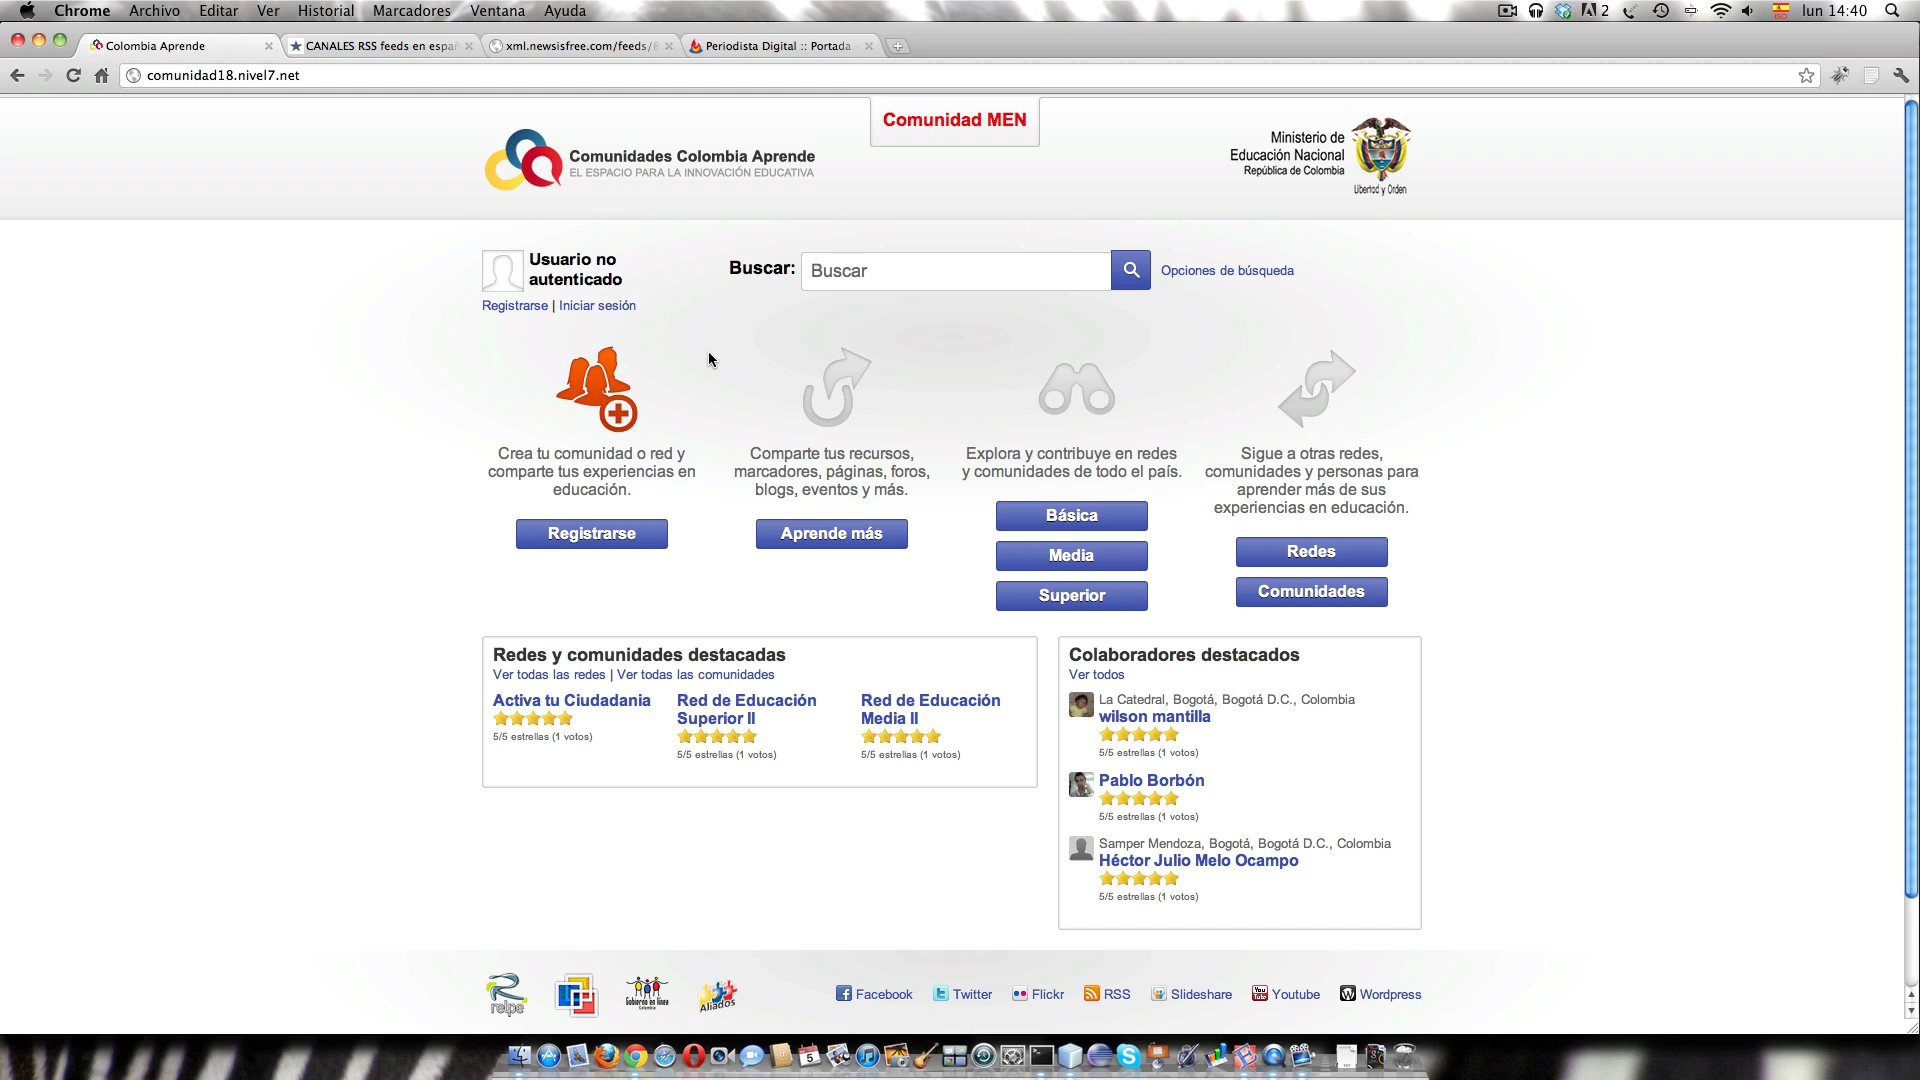 Chrome Archivo Editar Ver Historial Marcadores Ventana Ayuda
2 lun 14:40
Colombia Aprende
CANALES RSS feeds en espa
xml.newsisfree.com/feeds/8
Periodista Digital :: Portada
comunidad18.nivel7.net
Comunidad MEN
Comunidades Colombia Aprende
EL ESPACIO PARA LA INNOVACIÓN EDUCATIVA
Ministerio de
Educación Nacional
República de Colombia
Libertad y Orden
Usuario no
autenticado
Registrarse | Iniciar sesión
Buscar: Buscar Opciones de búsqueda
Crea tu comunidad o red y
comparte tus experiencias en
educación.
Registrarse
Comparte tus recursos,
marcadores, páginas, foros,
blogs, eventos y más.
Aprende más
Explora y contribuye en redes
y comunidades de todo el país.
Básica
Media
Superior
Sigue a otras redes,
comunidades y personas para
aprender más de sus
experiencias en educación.
Redes
Comunidades
Redes y comunidades destacadas
Ver todas las redes | Ver todas las comunidades
Activa tu Ciudadania
5/5 estrellas (1 votos)
Red de Educación
Superior II
5/5 estrellas (1 votos)
Red de Educación
Media II
5/5 estrellas (1 votos)
Colaboradores destacados
Ver todos
La Catedral, Bogotá, Bogotá D.C., Colombia
wilson mantilla
5/5 estrellas (1 votos)
Pablo Borbón
5/5 estrellas (1 votos)
Samper Mendoza, Bogotá, Bogotá D.C., Colombia
Héctor Julio Melo Ocampo
5/5 estrellas (1 votos)
relpe
Gobierno en línea
Colombia
Aliados
Facebook Twitter Flickr RSS Slideshare Youtube Wordpress